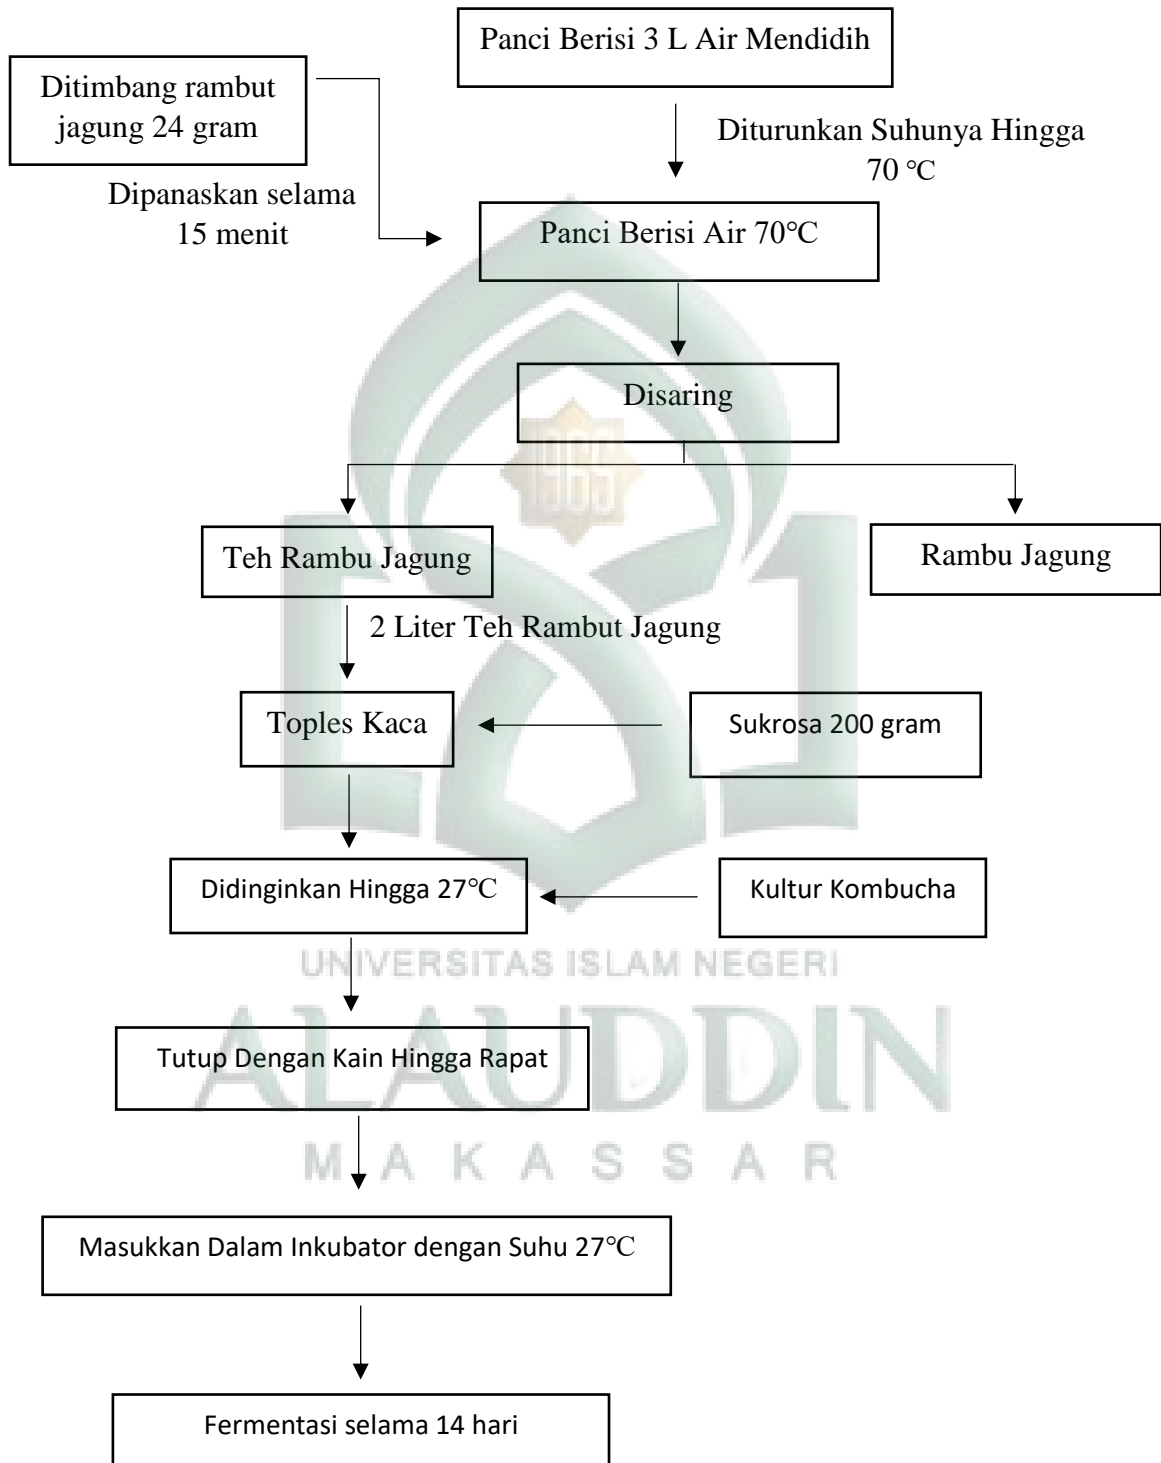 Panci Berisi 3 L Air Mendidih
Ditimbang rambut
jagung 24 gram
Diturunkan Suhunya Hingga
70 °C
Dipanaskan selama
15 menit
Panci Berisi Air 70°C
Disaring
Teh Rambu Jagung
Rambu Jagung
2 Liter Teh Rambut Jagung
Toples Kaca
Sukrosa 200 gram
Didinginkan Hingga 27°C
Kultur Kombucha
UNIVERSITAS ISLAM NEGERI
ALAUDDIN
Tutup Dengan Kain Hingga Rapat
MAKASSAR
Masukkan Dalam Inkubator dengan Suhu 27°C
Fermentasi selama 14 hari